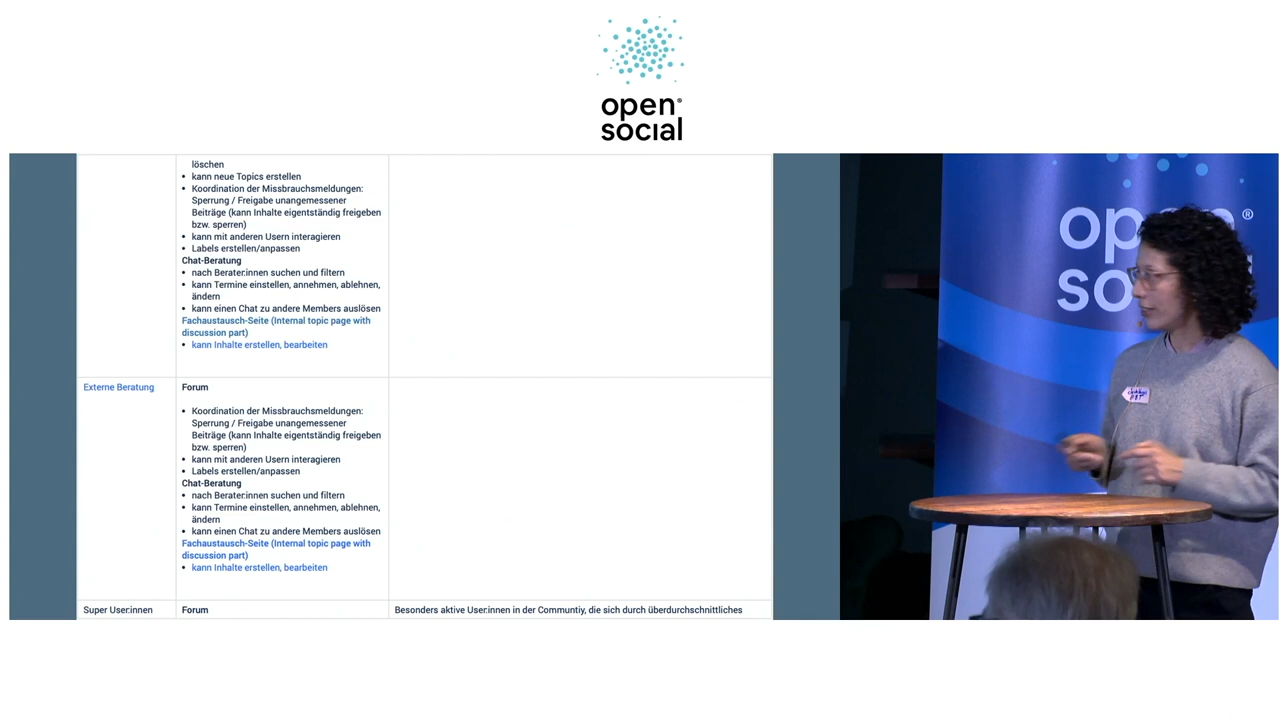 open®
social
löschen
• kann neue Topics erstellen
• Koordination der Missbrauchsmeldungen:
Sperrung / Freigabe unangemessener
Beiträge (kann Inhalte eigentständig freigeben
bzw. sperren)
• kann mit anderen Usern interagieren
• Labels erstellen/anpassen
Chat-Beratung
• nach Berater:innen suchen und filtern
• kann Termine einstellen, annehmen, ablehnen,
ändern
• kann einen Chat zu andere Members auslösen
Fachaustausch-Seite (Internal topic page with
discussion part)
• kann Inhalte erstellen, bearbeiten
Externe Beratung
Forum
• Koordination der Missbrauchsmeldungen:
Sperrung / Freigabe unangemessener
Beiträge (kann Inhalte eigentständig freigeben
bzw. sperren)
• kann mit anderen Usern interagieren
• Labels erstellen/anpassen
Chat-Beratung
• nach Berater:innen suchen und filtern
• kann Termine einstellen, annehmen, ablehnen,
ändern
• kann einen Chat zu andere Members auslösen
Fachaustausch-Seite (Internal topic page with
discussion part)
• kann Inhalte erstellen, bearbeiten
Super User:innen
Forum
Besonders aktive User:innen in der Communtiy, die sich durch überdurchschnittliches
op ®
so